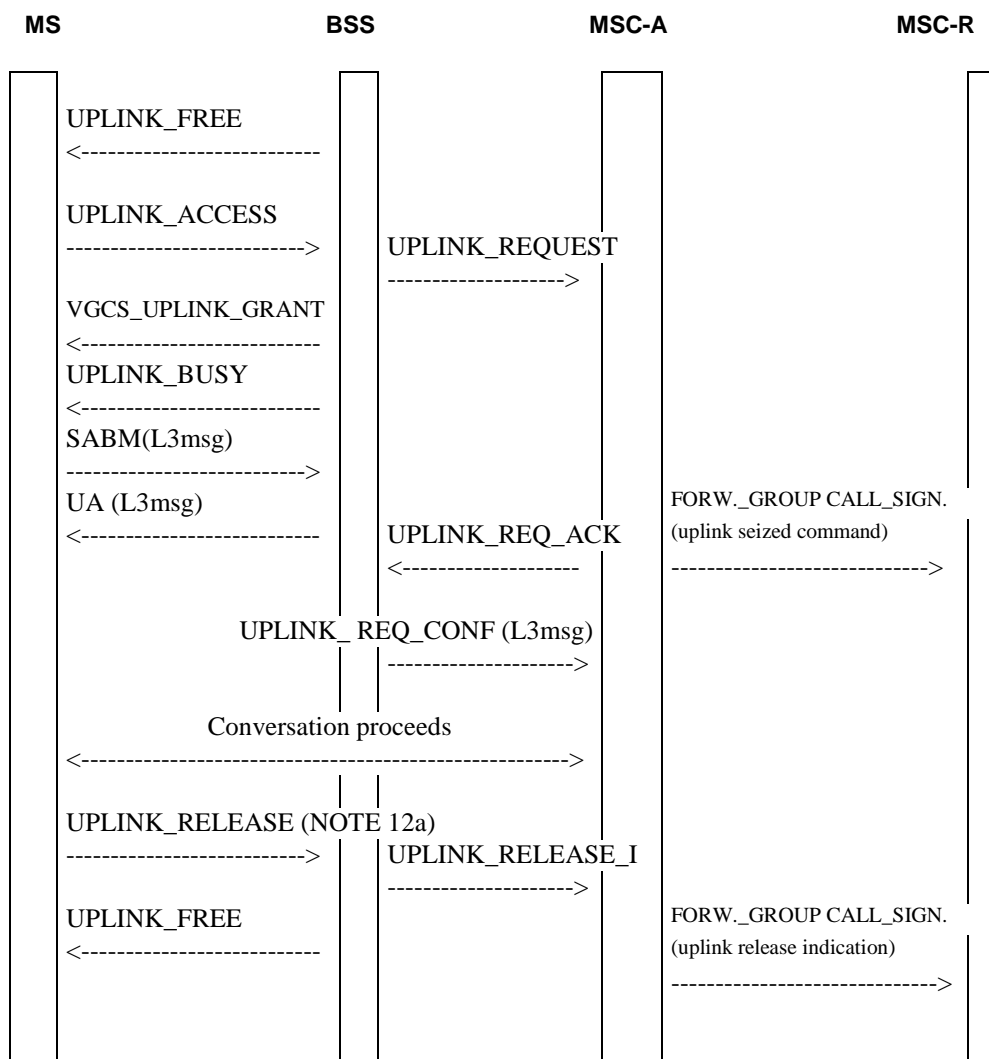 MS BSS MSC-A MSC-R
UPLINK_FREE
<---------------------------
UPLINK_ACCESS
--------------------------->
UPLINK_REQUEST
-------------------->
VGCS_UPLINK_GRANT
<---------------------------
UPLINK_BUSY
<---------------------------
SABM(L3msg)
--------------------------->
UA (L3msg)
<---------------------------
FORW._GROUP CALL_SIGN.
(uplink seized command)
UPLINK_REQ_ACK
<--------------------
----------------------------->
UPLINK_ REQ_CONF (L3msg)
--------------------->
Conversation proceeds
<------------------------------------------------------->
UPLINK_RELEASE (NOTE 12a)
--------------------------->
UPLINK_RELEASE_I
--------------------->
UPLINK_FREE
<---------------------------
FORW._GROUP CALL_SIGN.
(uplink release indication)
------------------------------>